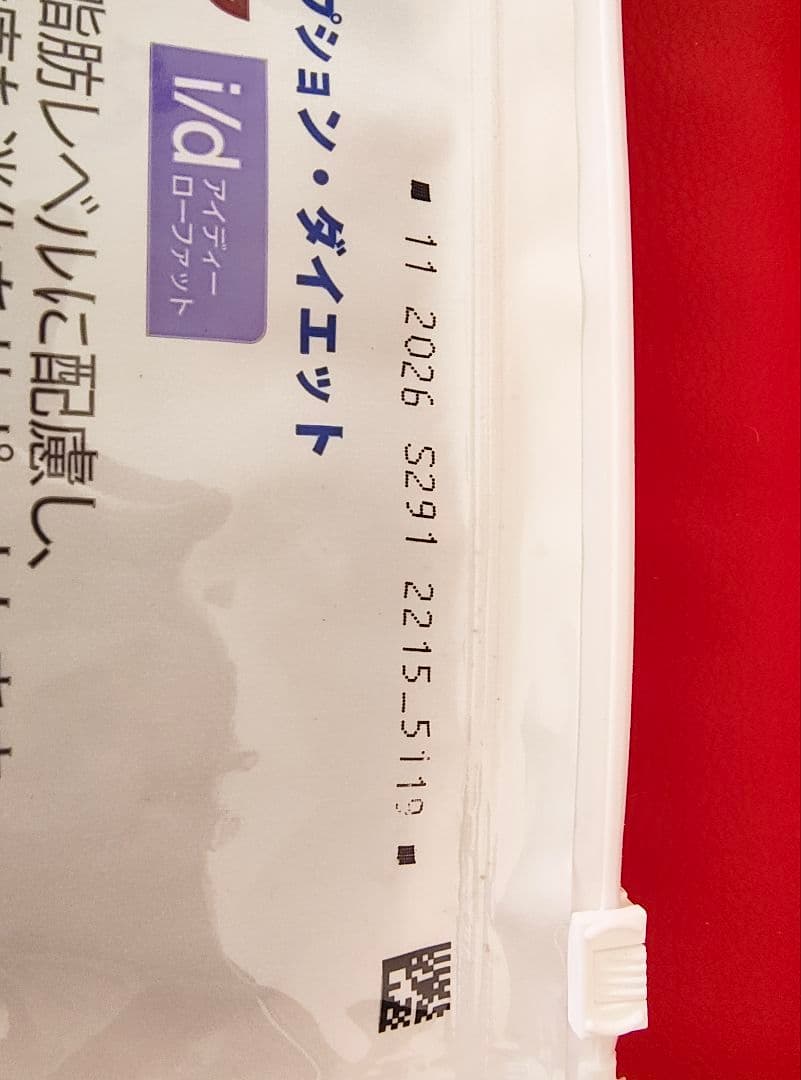 11 2026 S291 2215_5119
プション・ダイエット
i/d
アイディー
ローファット
脂肪レベルに配慮し、